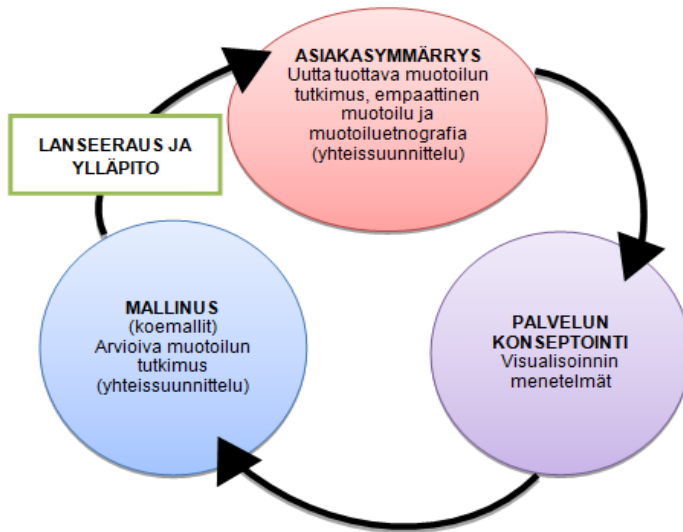 ASIAKASYMMÄRRYS
Uutta tuottava muotoilun
tutkimus, empaattinen
muotoilu ja
muotoiluetnografia
(yhteissuunnittelu)
LANSEERAUS JA
YLLÄPITO
MALLINUS
(koemallit)
Arvioiva muotoilun
tutkimus
(yhteissuunnittelu)
PALVELUN
KONSEPTOINTI
Visualisoinnin
menetelmät